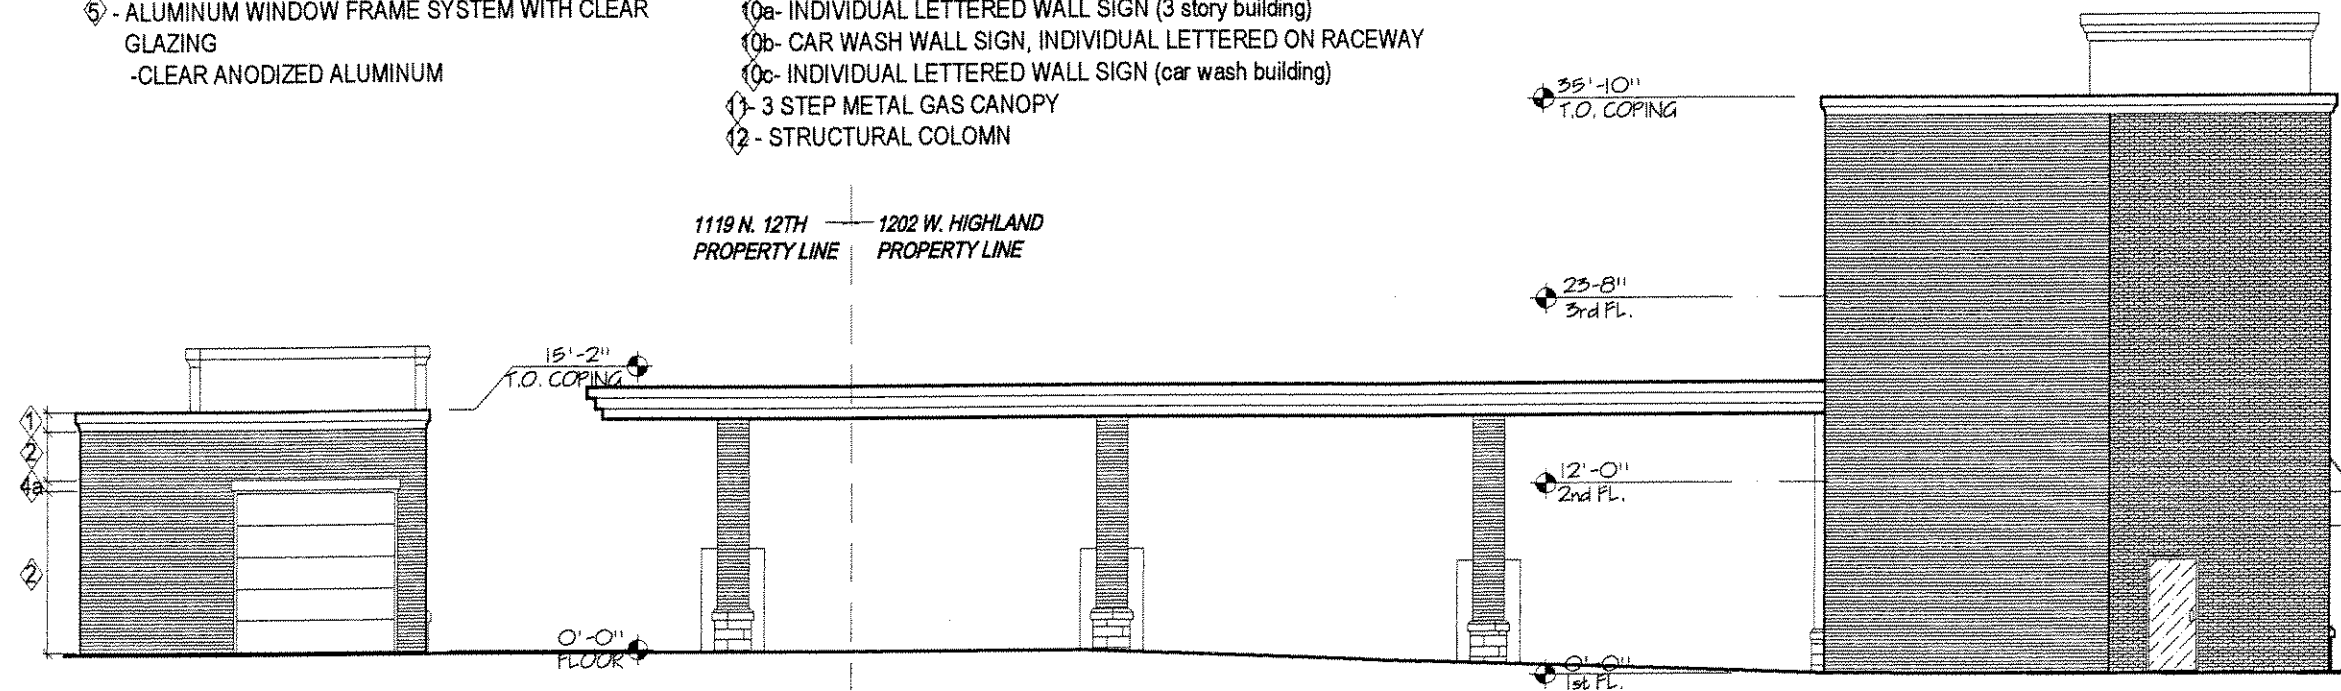 5 - ALUMINUM WINDOW FRAME SYSTEM WITH CLEAR
GLAZING
-CLEAR ANODIZED ALUMINUM
10a- INDIVIDUAL LETTERED WALL SIGN (3 story building)
10b- CAR WASH WALL SIGN, INDIVIDUAL LETTERED ON RACEWAY
10c- INDIVIDUAL LETTERED WALL SIGN (car wash building)
11- 3 STEP METAL GAS CANOPY
12 - STRUCTURAL COLOMN
35'-10"
T.O. COPING
1119 N. 12TH
PROPERTY LINE
1202 W. HIGHLAND
PROPERTY LINE
23-8"
3rd FL.
15'-2"
T.O. COPING
1
2
4a
2
12'-0"
2nd FL.
0'-0"
FLOOR
0'-0"
1st FL.